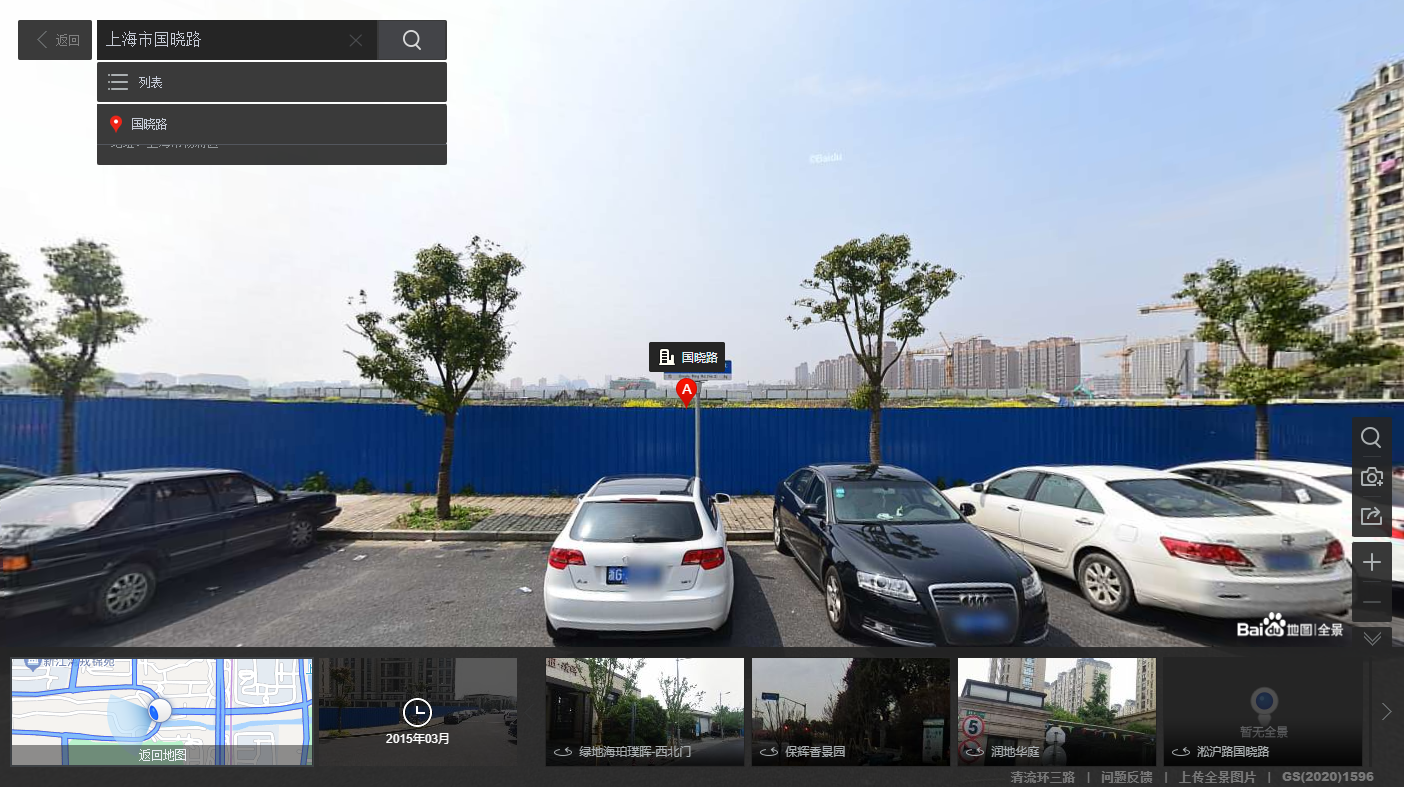 返回
上海市国晓路
列表
国晓路
©Baidu
国晓路
A
浙G
Bai du 地图 | 全景
返回地图
2015年03月
绿地海珀璞晖-西北门
保辉香景园
5
润地华庭
暂无全景
淞沪路国晓路
清流环三路 | 问题反馈 | 上传全景图片 | GS(2020)1596